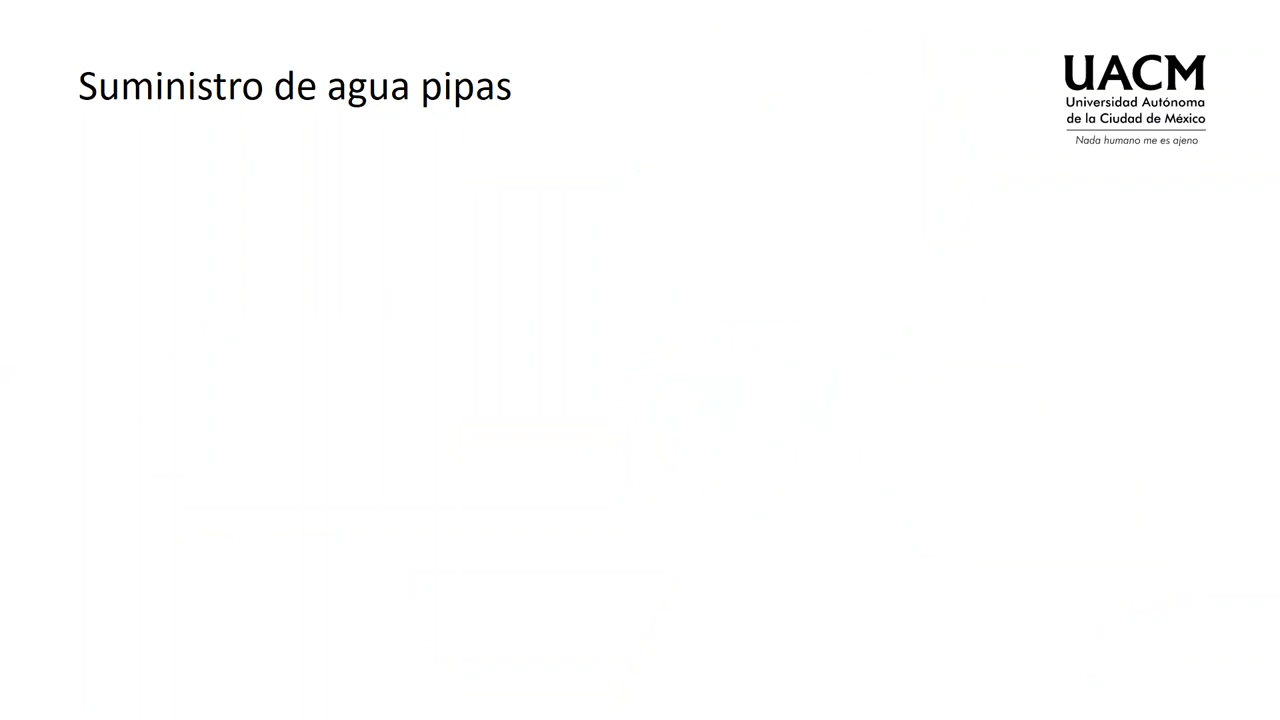 Suministro de agua pipas
UACM
Universidad Autónoma
de la Ciudad de México
Nada humano me es ajeno